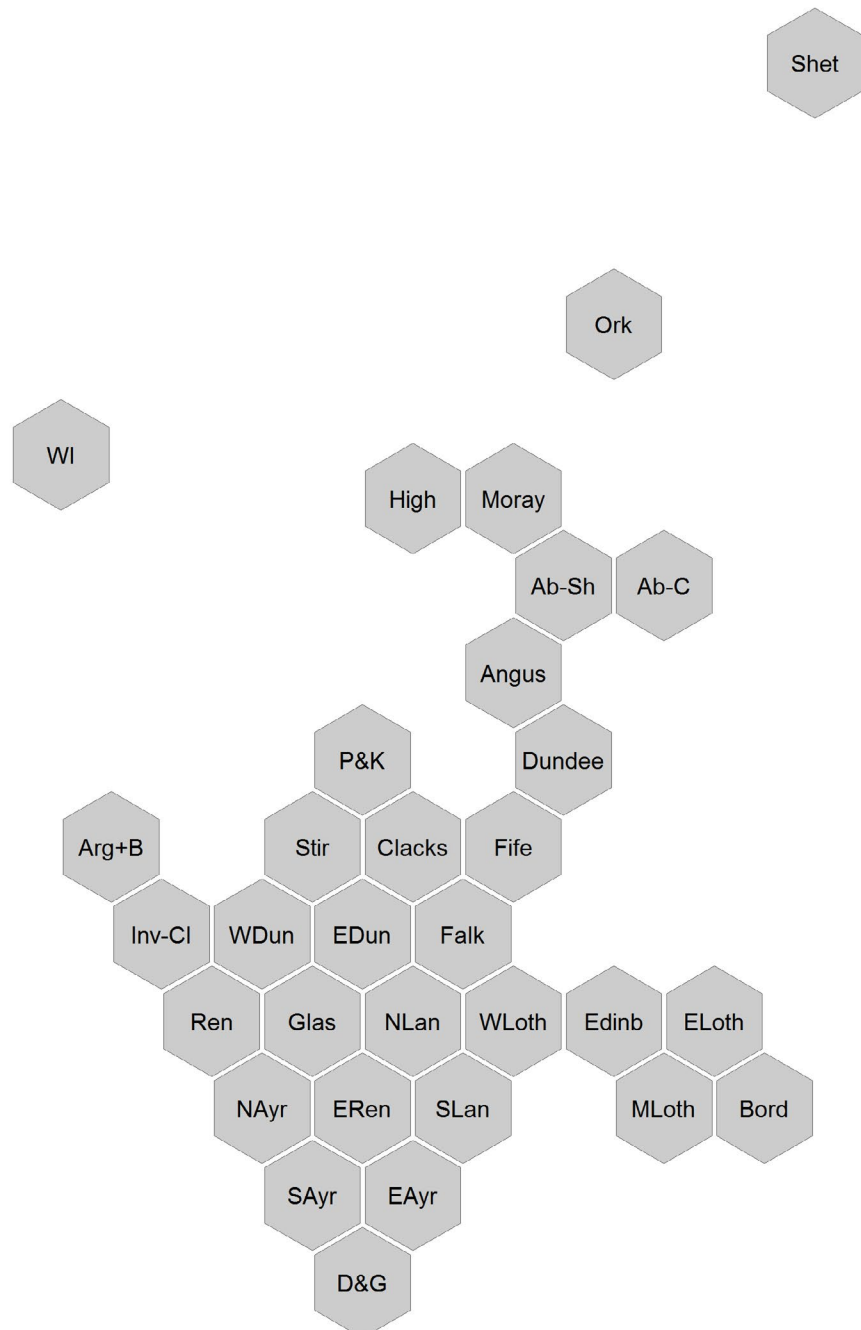 Shet
Ork
WI
High
Moray
Ab-Sh
Ab-C
Angus
P&K
Dundee
Arg+B
Stir
Clacks
Fife
Inv-Cl
WDun
EDun
Falk
Ren
Glas
NLan
WLoth
Edinb
ELoth
NAyr
ERen
SLan
MLoth
Bord
SAyr
EAyr
D&G